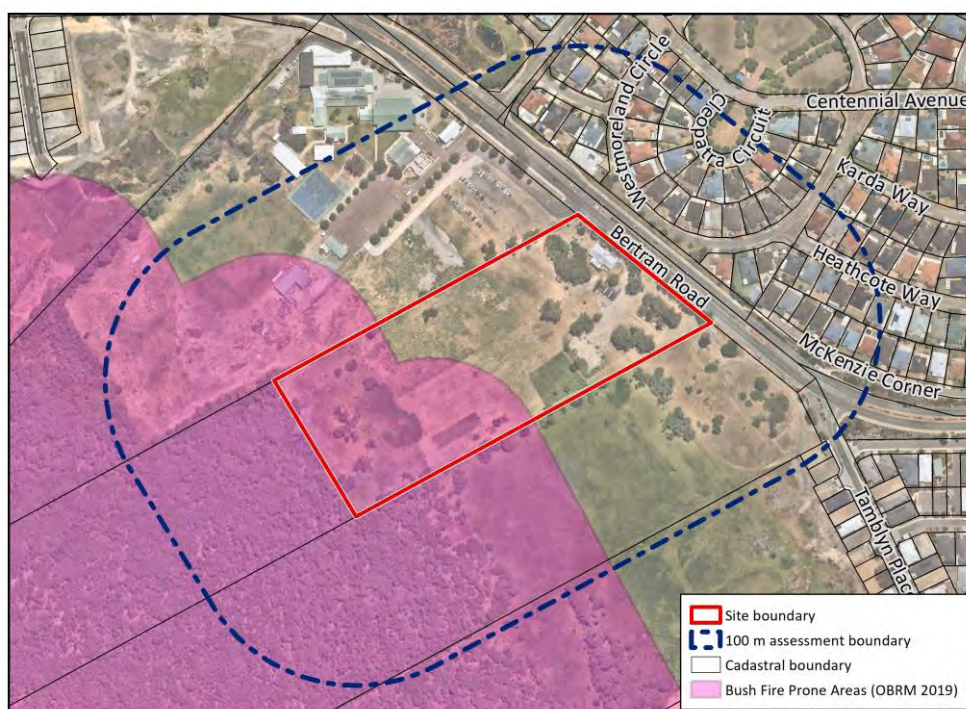 Westmoreland Circle
Cleopatra Circuit
Centennial Avenue
Karda Way
Heathcote Way
Bertram Road
McKenzie Corner
Tamblyn Place
Site boundary
100 m assessment boundary
Cadastral boundary
Bush Fire Prone Areas (OBRM 2019)